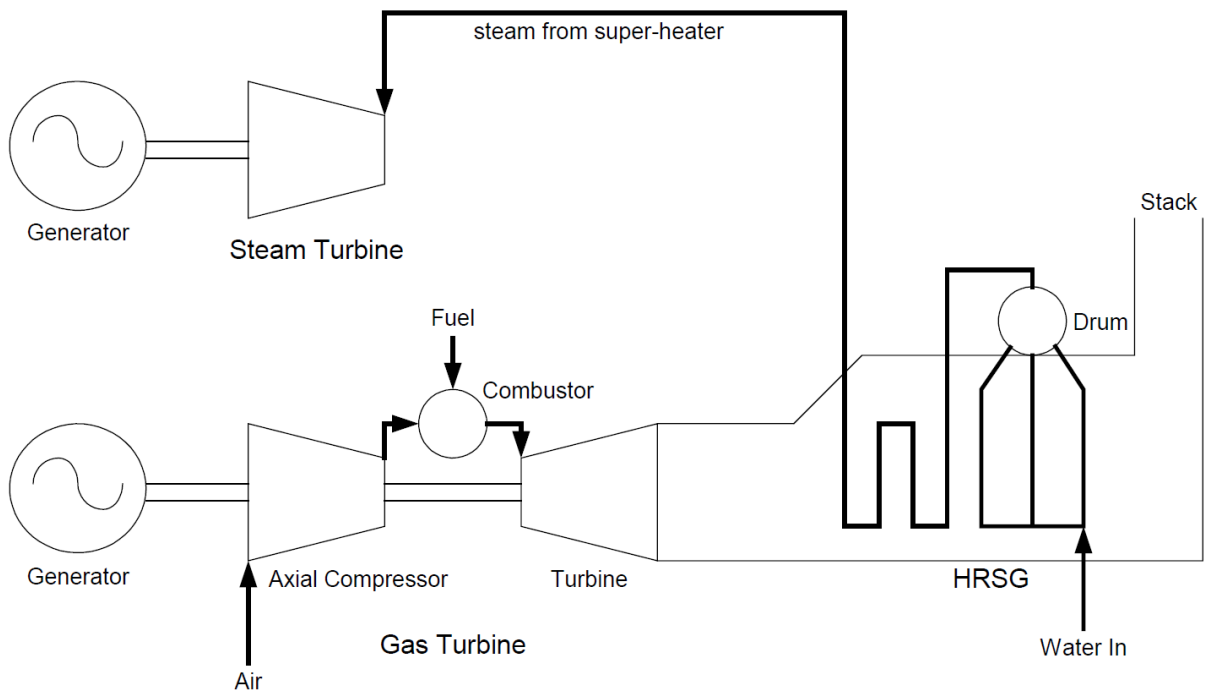 steam from super-heater
Stack
Generator
Steam Turbine
Drum
Fuel
Combustor
Generator
Axial Compressor
Turbine
HRSG
Gas Turbine
Water In
Air